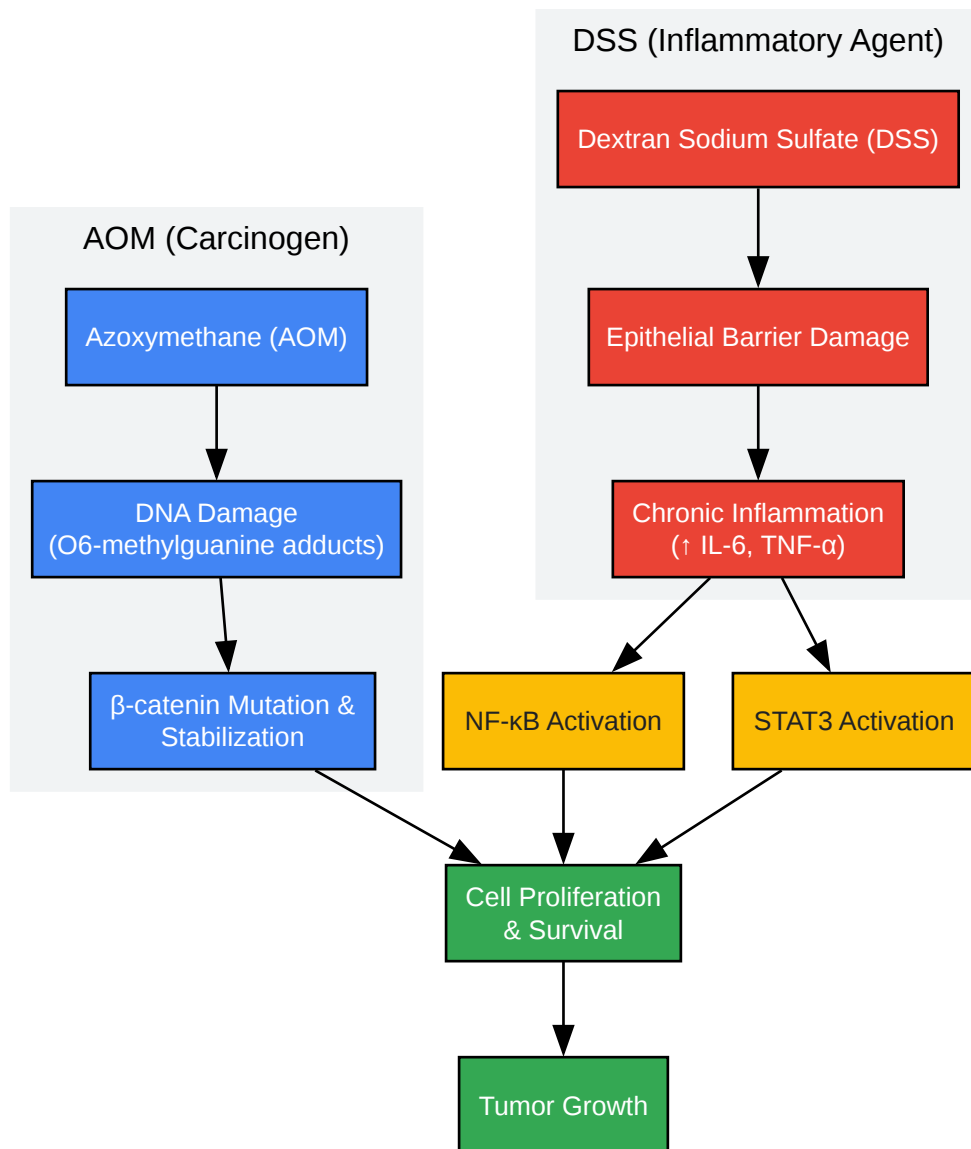 DSS (Inflammatory Agent)
Dextran Sodium Sulfate (DSS)
AOM (Carcinogen)
Azoxymethane (AOM)
Epithelial Barrier Damage
DNA Damage
(O6-methylguanine adducts)
Chronic Inflammation
(↑ IL-6, TNF-α)
β-catenin Mutation &
Stabilization
NF-κB Activation
STAT3 Activation
Cell Proliferation
& Survival
Tumor Growth